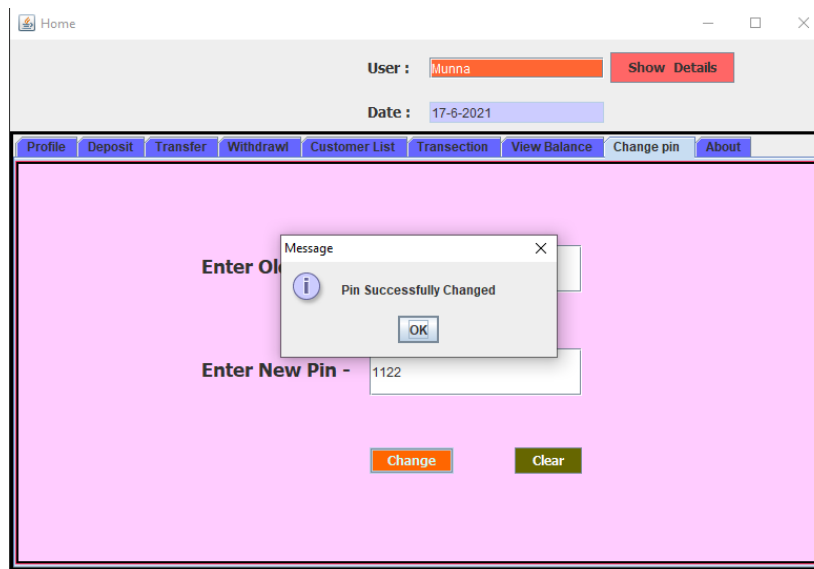 Home
User :
Munna
Show Details
Date :
17-6-2021
Profile Deposit Transfer Withdrawl Customer List Transection View Balance Change pin About
Message
Enter Ol
Pin Successfully Changed
OK
Enter New Pin -
1122
Change Clear